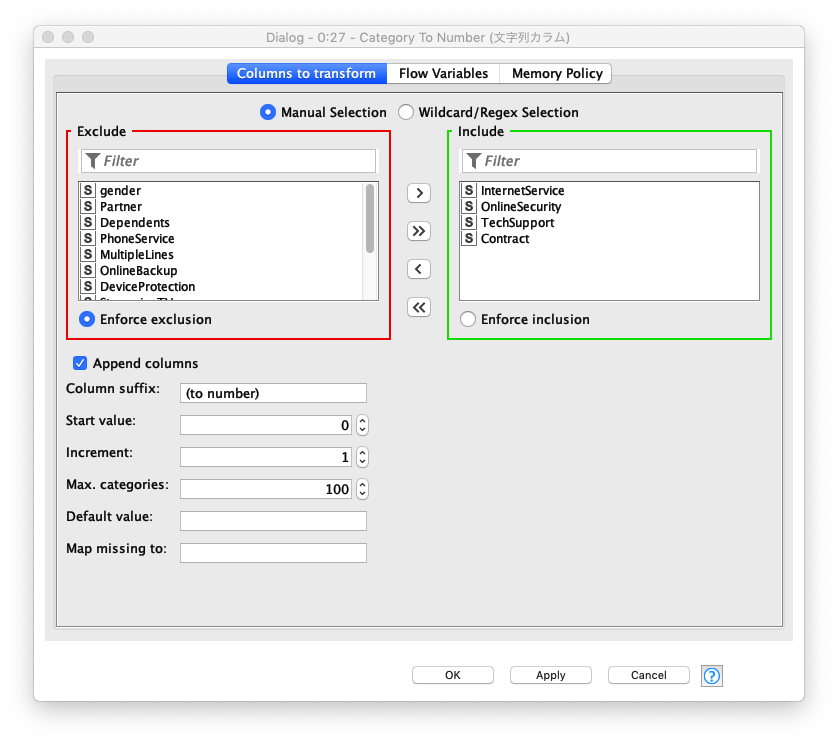 Dialog - 0:27 - Category To Number (文字列カラム)
Columns to transform Flow Variables Memory Policy
Manual Selection Wildcard/Regex Selection
Exclude
Filter
S gender
S Partner
S Dependents
S PhoneService
S MultipleLines
S OnlineBackup
S DeviceProtection
Enforce exclusion
>
>>
<
<<
Include
Filter
S InternetService
S OnlineSecurity
S TechSupport
S Contract
Enforce inclusion
Append columns
Column suffix: (to number)
Start value: 0
Increment: 1
Max. categories: 100
Default value:
Map missing to:
OK Apply Cancel ?